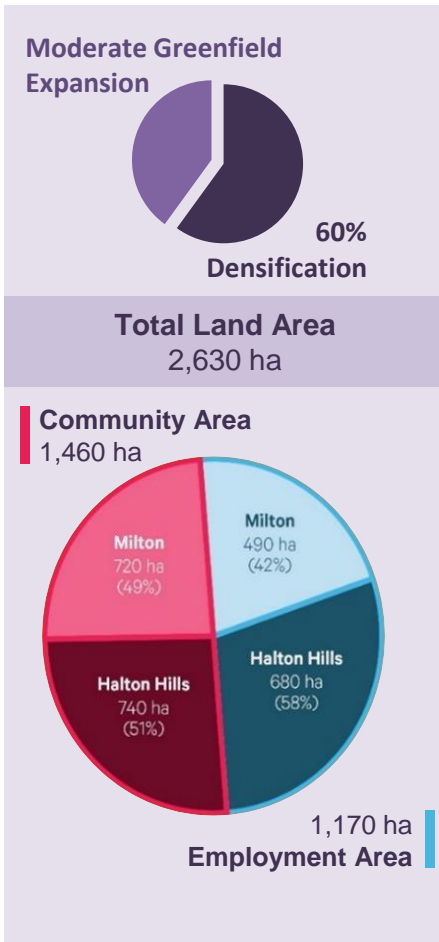 Moderate Greenfield
Expansion
60%
Densification
Total Land Area
2,630 ha
Community Area
1,460 ha
Milton
720 ha
(49%)
Milton
490 ha
(42%)
Halton Hills
740 ha
(51%)
Halton Hills
680 ha
(58%)
1,170 ha
Employment Area